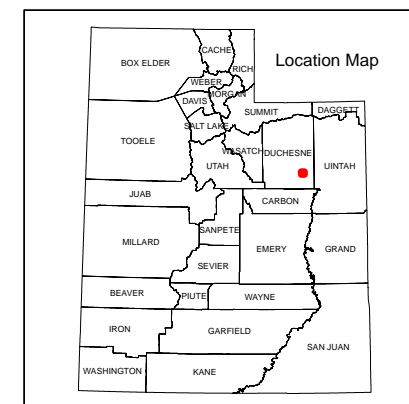 Location Map
CACHE
BOX ELDER
RICH
WEBER
MORGAN
DAVIS
SUMMIT
DAGGETT
SALT LAKE
TOOELE
WASATCH
DUCHESNE
UTAH
UINTAH
JUAB
CARBON
SANPETE
MILLARD
EMERY
GRAND
SEVIER
BEAVER
PIUTE
WAYNE
IRON
GARFIELD
SAN JUAN
WASHINGTON
KANE